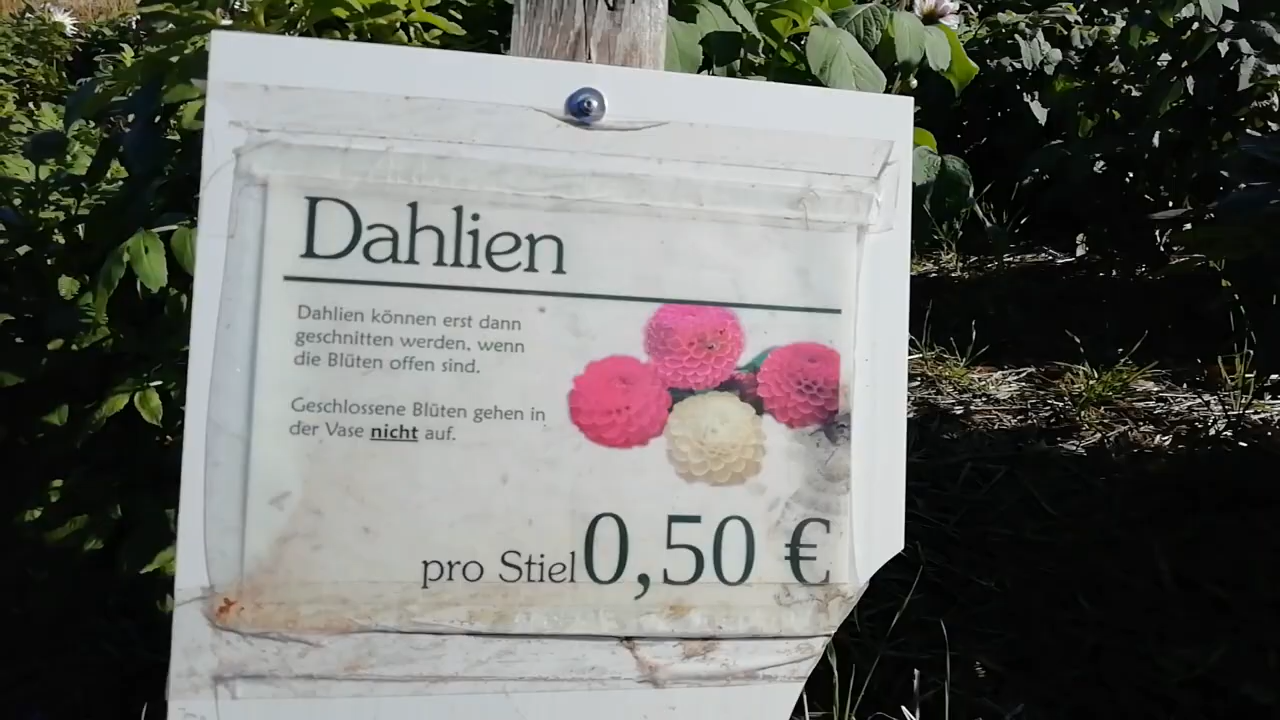 Dahlien
Dahlien können erst dann
geschnitten werden, wenn
die Blüten offen sind.
Geschlossene Blüten gehen in
der Vase nicht auf.
pro Stiel 0,50 €